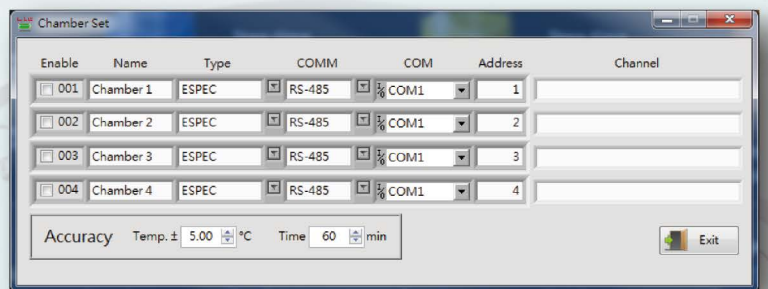 Chamber Set
Enable Name Type COMM COM Address Channel
001 Chamber 1 ESPEC RS-485 COM1 1
002 Chamber 2 ESPEC RS-485 COM1 2
003 Chamber 3 ESPEC RS-485 COM1 3
004 Chamber 4 ESPEC RS-485 COM1 4
Accuracy Temp. ± 5.00 °C Time 60 min
Exit